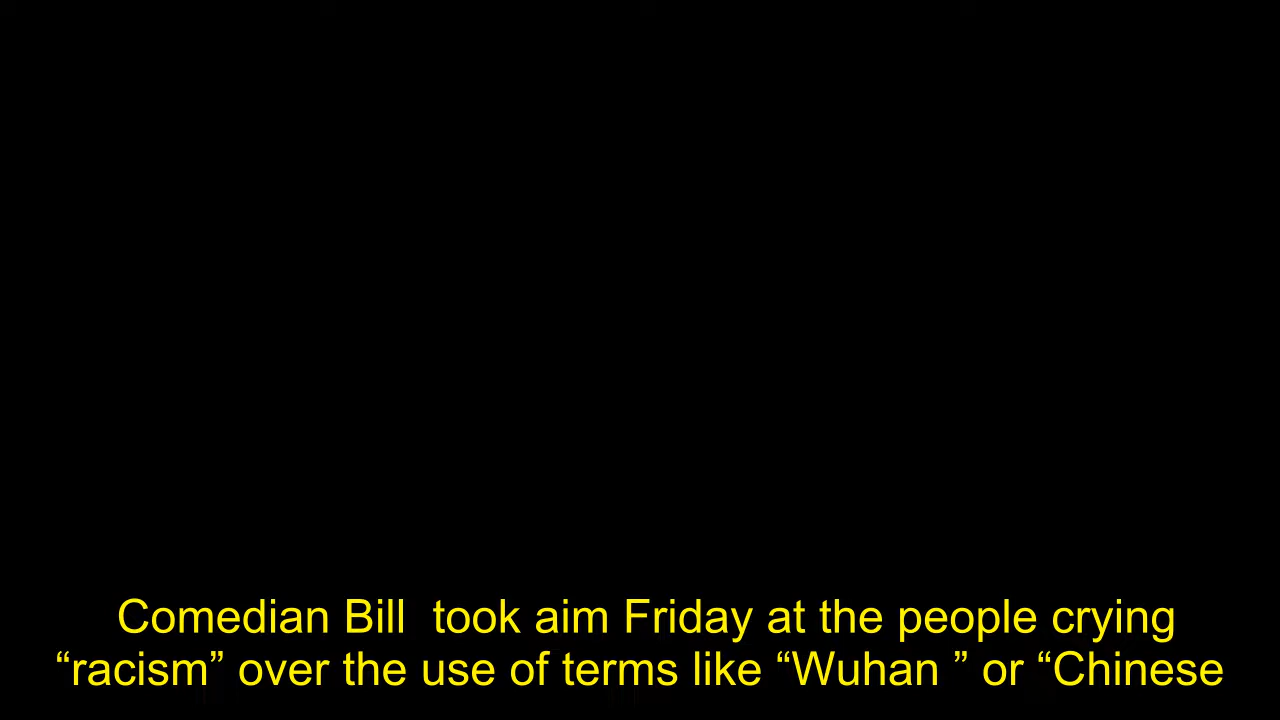 Comedian Bill  took aim Friday at the people crying
“racism” over the use of terms like “Wuhan ” or “Chinese